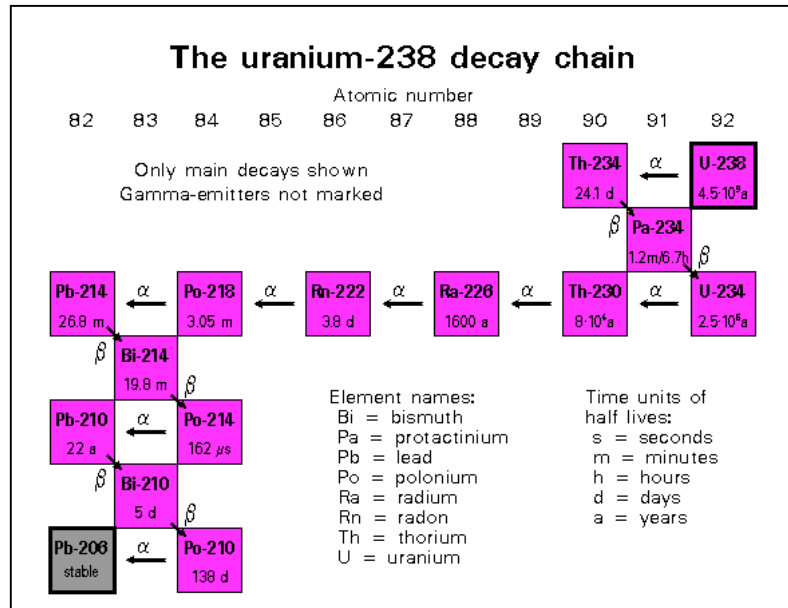 The uranium-238 decay chain
Atomic number
82 83 84 85 86 87 88 89 90 91 92
Only main decays shown
Gamma-emitters not marked
Th-234 α U-238
24.1 d 4.5·10⁹a
β Pa-234 β
1.2m/6.7h
Pb-214 α Po-218 α Rn-222 α Ra-226 α Th-230 α U-234
26.8 m 3.05 m 3.8 d 1600 a 8·10⁴a 2.5·10⁵a
β Bi-214 β
19.8 m
Pb-210 α Po-214
22 a 162 µs
β Bi-210 β
5 d
Pb-206 α Po-210
stable 138 d
Element names:
Bi = bismuth
Pa = protactinium
Pb = lead
Po = polonium
Ra = radium
Rn = radon
Th = thorium
U = uranium
Time units of
half lives:
s = seconds
m = minutes
h = hours
d = days
a = years